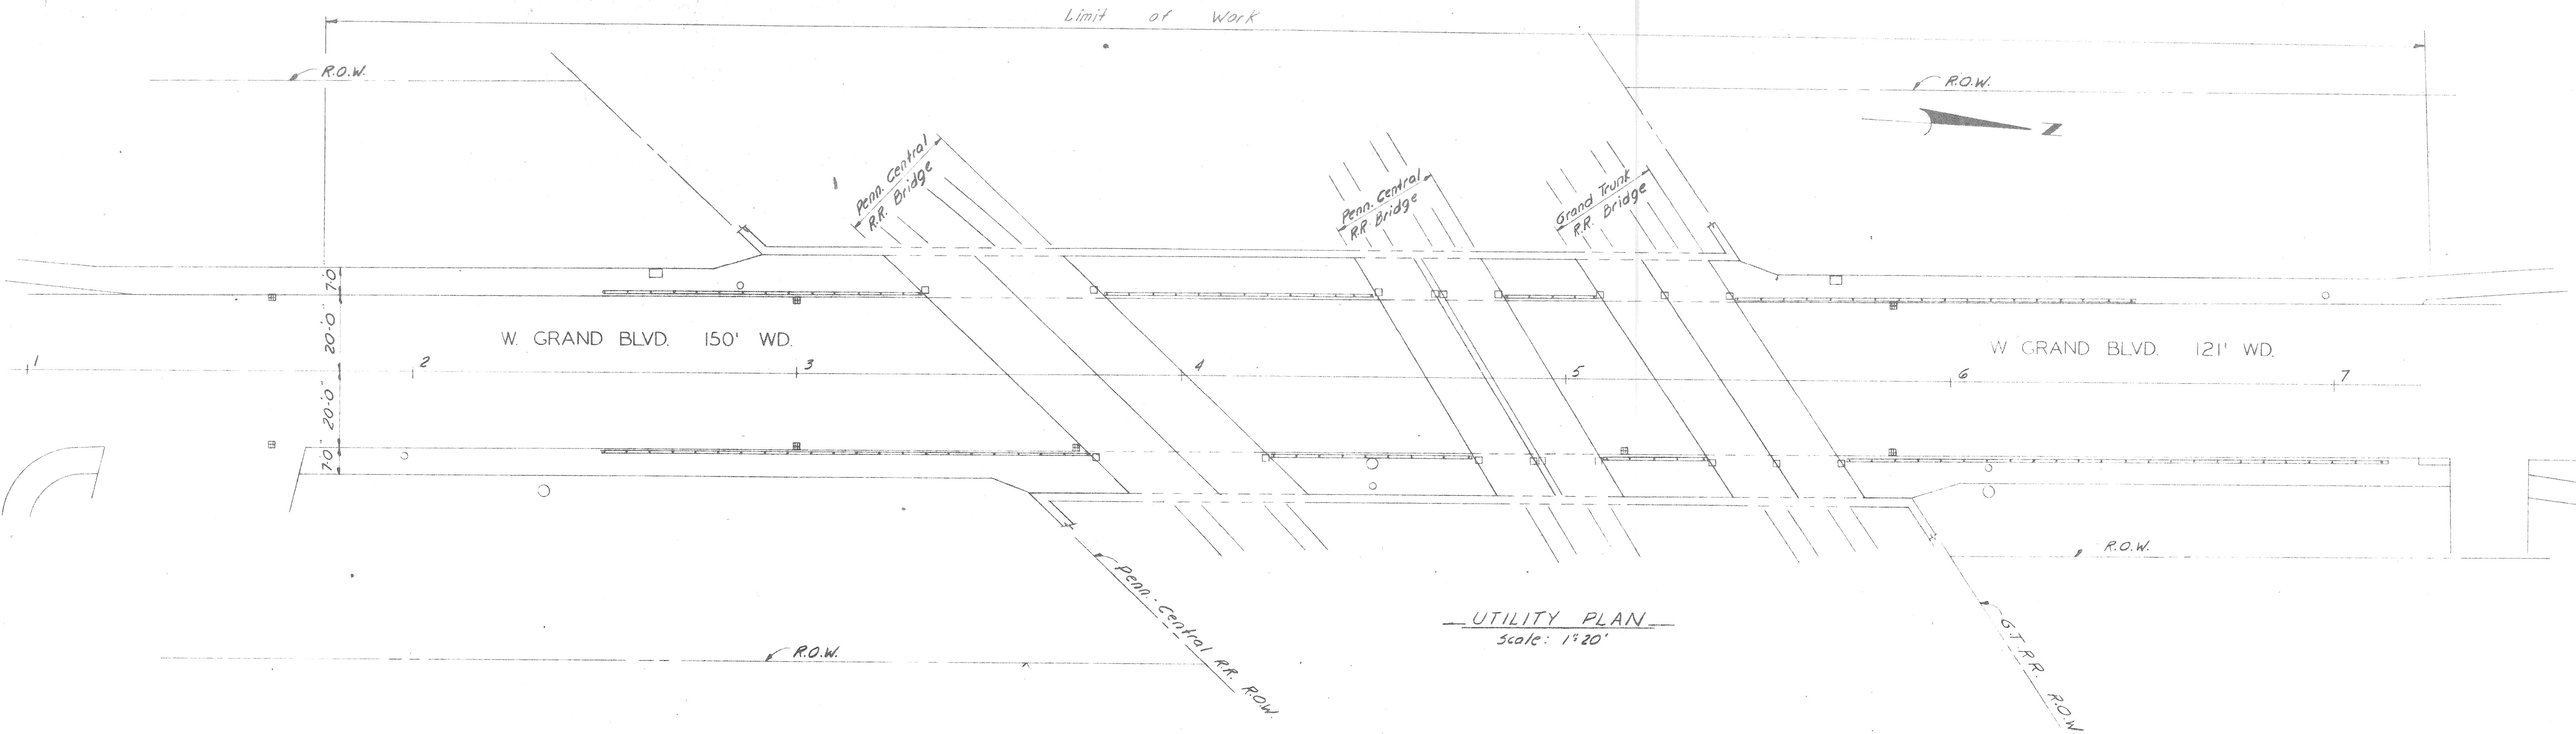 Limit of Work
R.O.W.
R.O.W.
N
Penn. Central
R.R. Bridge
Penn. Central
R.R. Bridge
Grand Trunk
R.R. Bridge
7'-0"
20'-0"
20'-0"
7'-0"
W. GRAND BLVD. 150' WD.
W GRAND BLVD. 121' WD.
1
2
3
4
5
6
7
Penn.-Central R.R. R.O.W.
R.O.W.
UTILITY PLAN
Scale: 1"=20'
R.O.W.
G.T.R.R. R.O.W